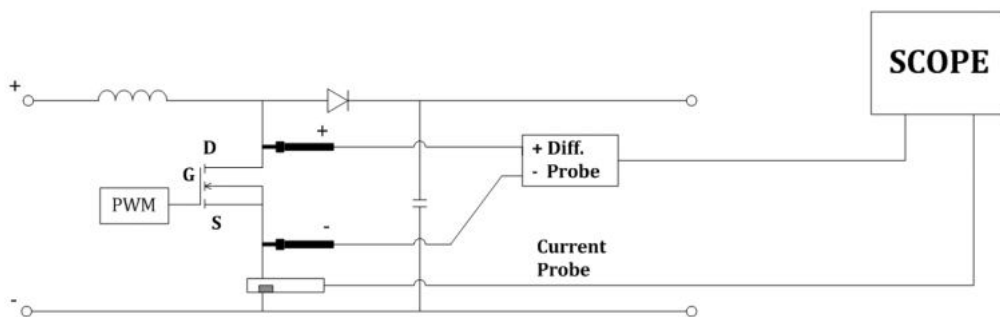 SCOPE
+
+
D
+ Diff.
- Probe
G
PWM
S
-
Current
Probe
-